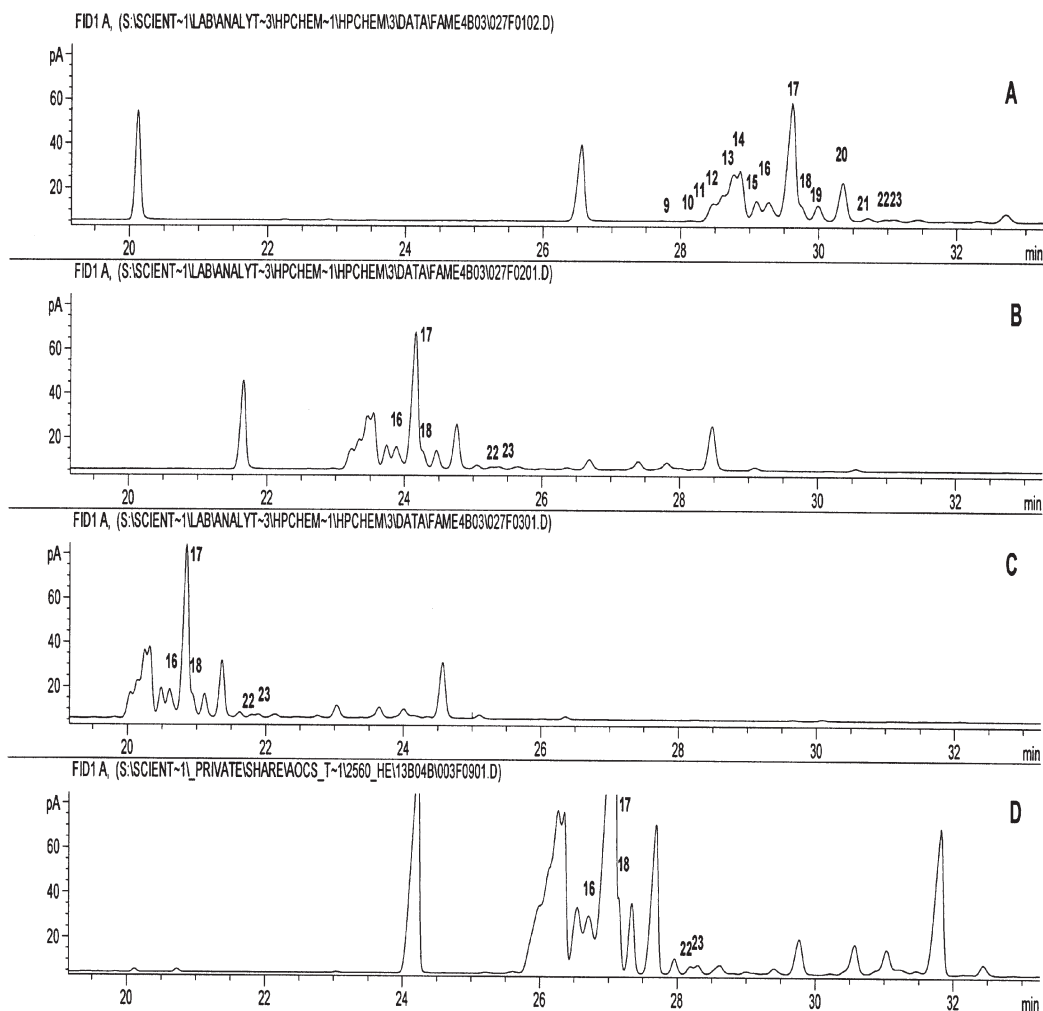 FID1 A, (S:\SCIENT~1\LAB\ANALYT~3\HPCHEM~1\HPCHEM\3\DATA\FAME4B03\027F0102.D)
pA
A
17
60
14
13
20
40
12
16
11
15
18
10
19
20
9
21
2223
20 22 24 26 28 30 32 min
FID1 A, (S:\SCIENT~1\LAB\ANALYT~3\HPCHEM~1\HPCHEM\3\DATA\FAME4B03\027F0201.D)
pA
B
17
60
40
16
18
20
22 23
20 22 24 26 28 30 32 min
FID1 A, (S:\SCIENT~1\LAB\ANALYT~3\HPCHEM~1\HPCHEM\3\DATA\FAME4B03\027F0301.D)
pA
17
C
60
40
16
18
20
22 23
20 22 24 26 28 30 32 min
FID1 A, (S:\SCIENT~1\_PRIVATE\SHARE\AOCS_T~1\2560_HE\13B04B\003F0901.D)
pA
17
D
60
18
40
16
20
2223
20 22 24 26 28 30 32 min